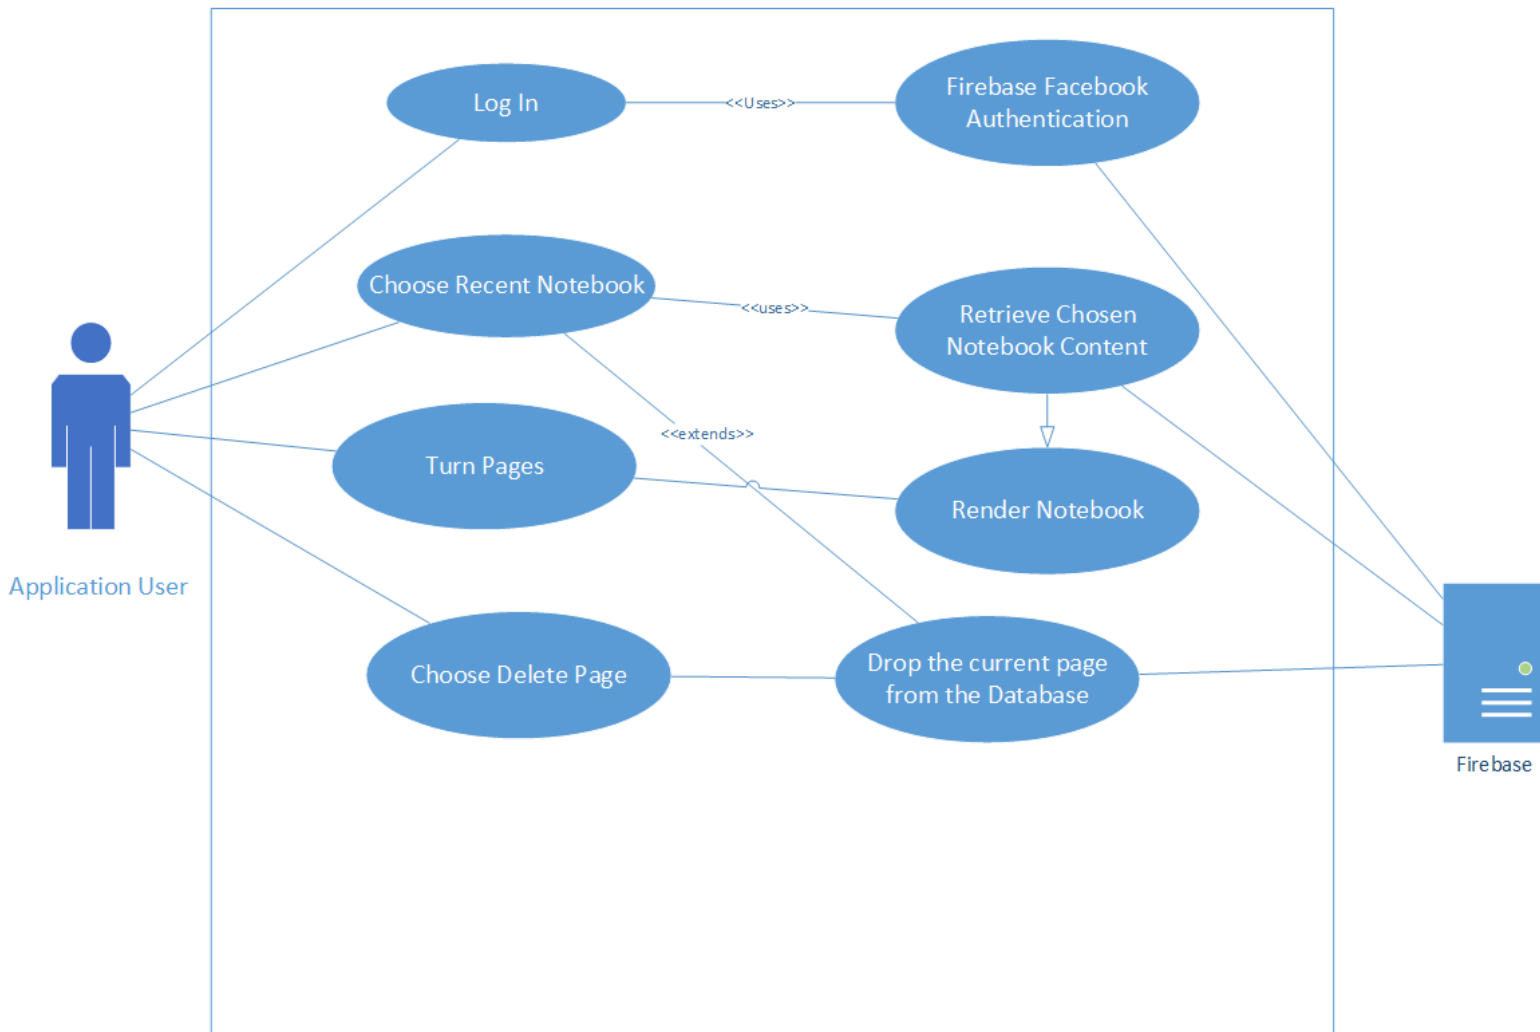 Log In
<<Uses>>
Firebase Facebook
Authentication
Choose Recent Notebook
<<uses>>
Retrieve Chosen
Notebook Content
<<extends>>
Turn Pages
Render Notebook
Application User
Choose Delete Page
Drop the current page
from the Database
Firebase